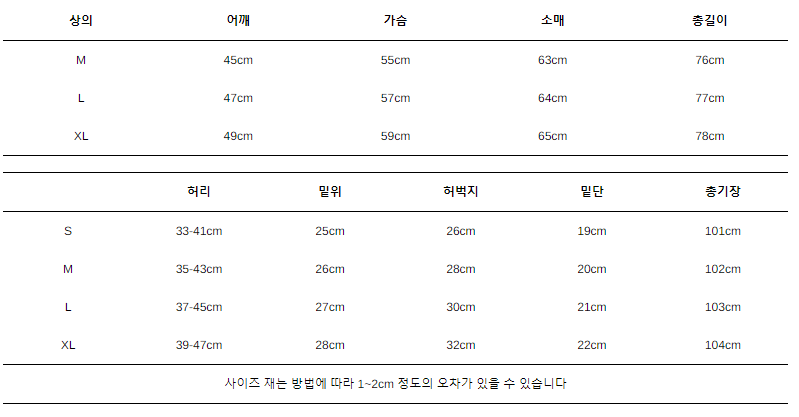 상의 어깨 가슴 소매 총길이
M 45cm 55cm 63cm 76cm
L 47cm 57cm 64cm 77cm
XL 49cm 59cm 65cm 78cm
허리 밑위 허벅지 밑단 총기장
S 33-41cm 25cm 26cm 19cm 101cm
M 35-43cm 26cm 28cm 20cm 102cm
L 37-45cm 27cm 30cm 21cm 103cm
XL 39-47cm 28cm 32cm 22cm 104cm
사이즈 재는 방법에 따라 1~2cm 정도의 오차가 있을 수 있습니다